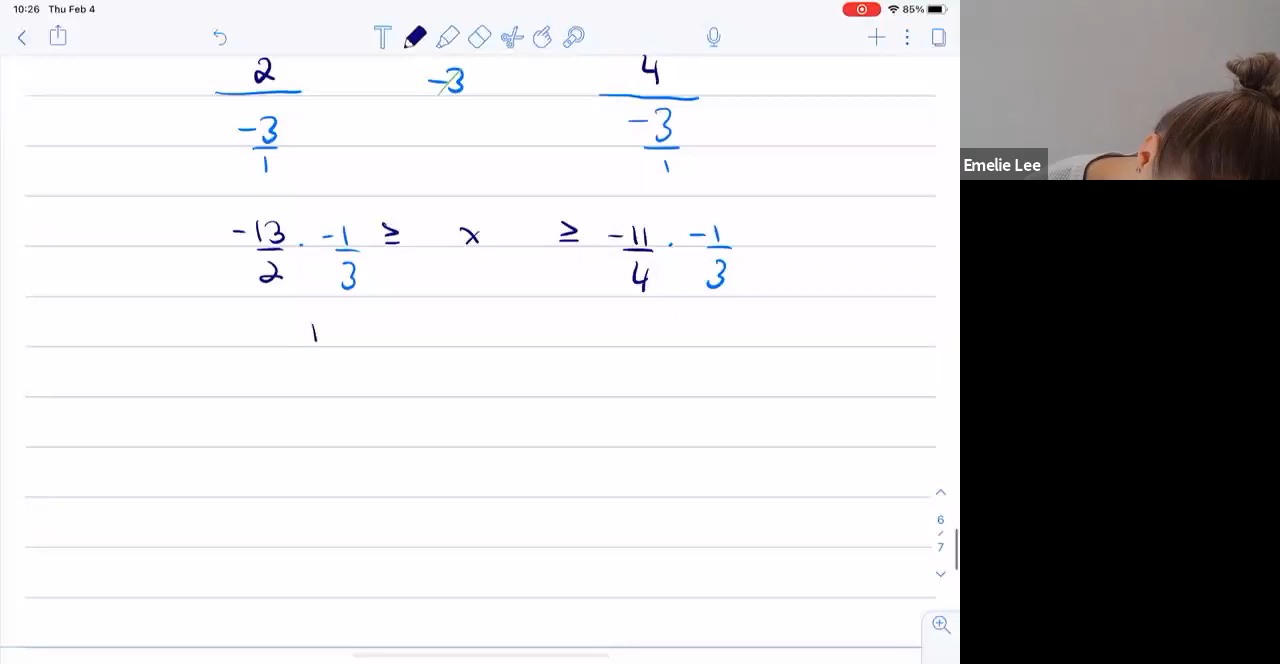 10:26 Thu Feb 4
85%
T
2 -3 4
-3 -3
1 1
-13/2 · -1/3 ≥ x ≥ -11/4 · -1/3
1
6
7
Emelie Lee